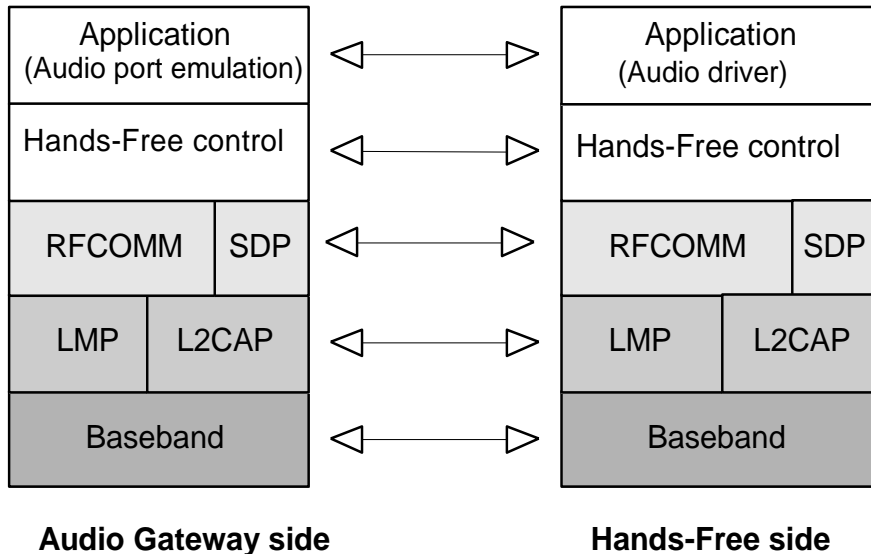 Application
(Audio port emulation)
Hands-Free control
RFCOMM
SDP
LMP
L2CAP
Baseband
Audio Gateway side
Application
(Audio driver)
Hands-Free control
RFCOMM
SDP
LMP
L2CAP
Baseband
Hands-Free side